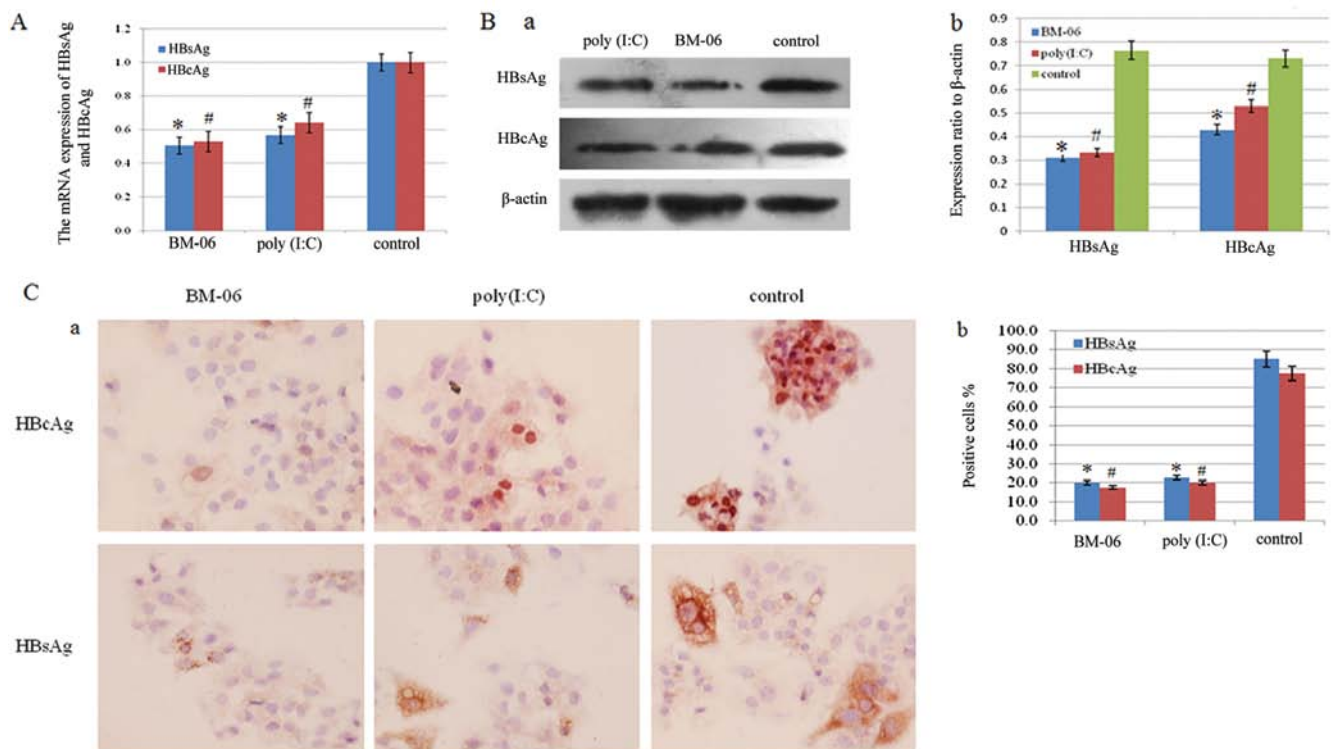 A
The mRNA expression of HBsAg
and HBcAg
1.2
1.0
0.8
0.6
0.4
0.2
0.0
HBsAg
HBcAg
* # * #
BM-06 poly (I:C) control
B a
poly (I:C) BM-06 control
HBsAg
HBcAg
β-actin
b
Expression ratio to β-actin
0.9
0.8
0.7
0.6
0.5
0.4
0.3
0.2
0.1
0
BM-06
poly(I:C)
control
* # * #
HBsAg HBcAg
C
BM-06 poly(I:C) control
a
HBcAg
HBsAg
b
Positive cells %
100.0
90.0
80.0
70.0
60.0
50.0
40.0
30.0
20.0
10.0
0.0
HBsAg
HBcAg
* # * #
BM-06 poly (I:C) control